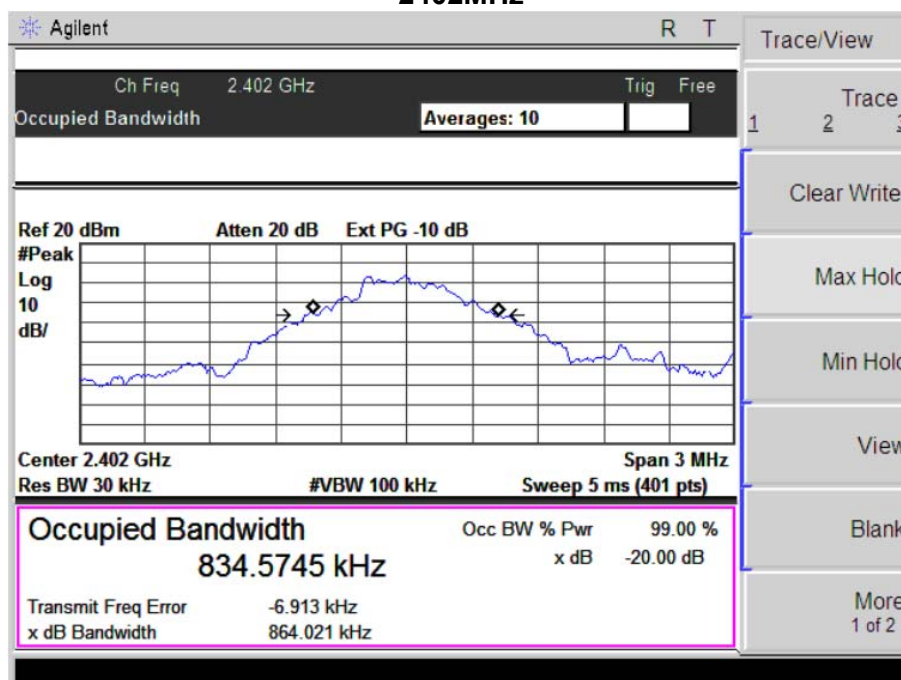 Agilent R T
Ch Freq 2.402 GHz Trig Free
Occupied Bandwidth Averages: 10
Ref 20 dBm Atten 20 dB Ext PG -10 dB
#Peak
Log
10
dB/
Center 2.402 GHz Span 3 MHz
Res BW 30 kHz #VBW 100 kHz Sweep 5 ms (401 pts)
Occupied Bandwidth Occ BW % Pwr 99.00 %
834.5745 kHz x dB -20.00 dB
Transmit Freq Error -6.913 kHz
x dB Bandwidth 864.021 kHz
Trace/View
Trace
1 2
Clear Write
Max Hold
Min Hold
View
Blank
More
1 of 2